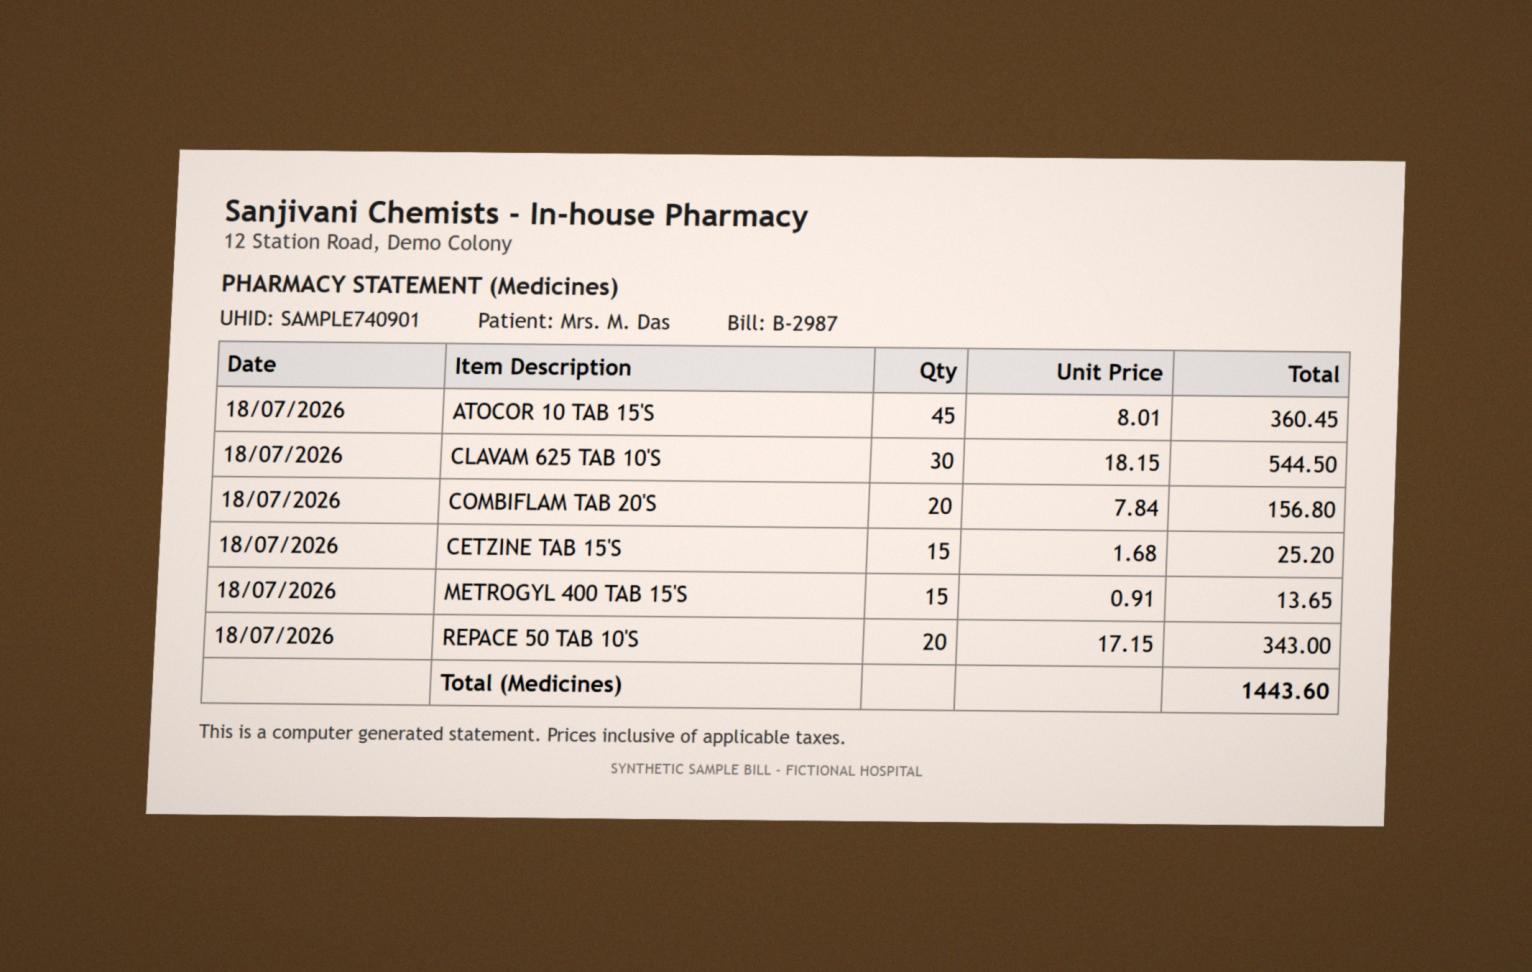 Sanjivani Chemists - In-house Pharmacy
12 Station Road, Demo Colony
PHARMACY STATEMENT (Medicines)
UHID: SAMPLE740901 Patient: Mrs. M. Das Bill: B-2987
Date Item Description Qty Unit Price Total
18/07/2026 ATOCOR 10 TAB 15'S 45 8.01 360.45
18/07/2026 CLAVAM 625 TAB 10'S 30 18.15 544.50
18/07/2026 COMBIFLAM TAB 20'S 20 7.84 156.80
18/07/2026 CETZINE TAB 15'S 15 1.68 25.20
18/07/2026 METROGYL 400 TAB 15'S 15 0.91 13.65
18/07/2026 REPACE 50 TAB 10'S 20 17.15 343.00
Total (Medicines) 1443.60
This is a computer generated statement. Prices inclusive of applicable taxes.
SYNTHETIC SAMPLE BILL - FICTIONAL HOSPITAL